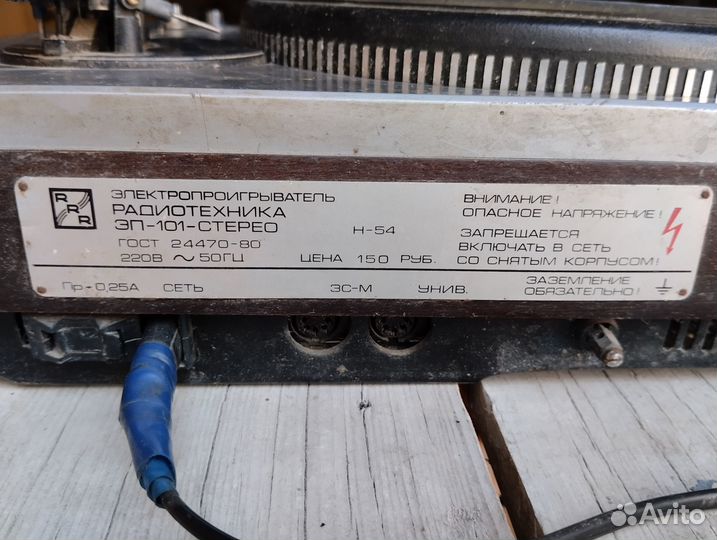 RRR
ЭЛЕКТРОПРОИГРЫВАТЕЛЬ
РАДИОТЕХНИКА
ЭП-101-СТЕРЕО
Н-54
ГОСТ 24470-80
220В ~ 50ГЦ
ЦЕНА 150 РУБ.
ВНИМАНИЕ!
ОПАСНОЕ НАПРЯЖЕНИЕ!
ЗАПРЕЩАЕТСЯ
ВКЛЮЧАТЬ В СЕТЬ
СО СНЯТЫМ КОРПУСОМ!
Пр-0,25А СЕТЬ
ЗС-М
УНИВ.
ЗАЗЕМЛЕНИЕ
ОБЯЗАТЕЛЬНО!
Avito